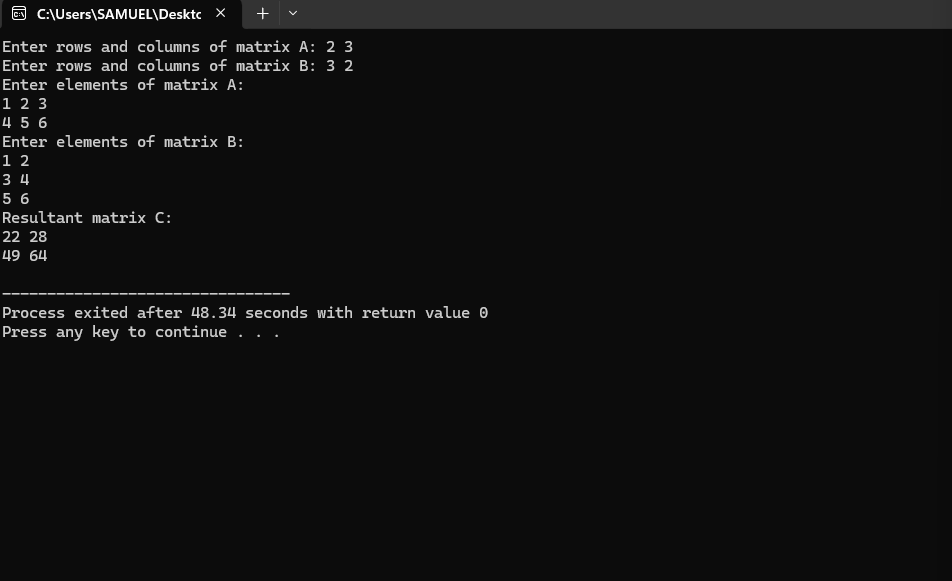 C:\Users\SAMUEL\Deskto
Enter rows and columns of matrix A: 2 3
Enter rows and columns of matrix B: 3 2
Enter elements of matrix A:
1 2 3
4 5 6
Enter elements of matrix B:
1 2
3 4
5 6
Resultant matrix C:
22 28
49 64
--------------------------------
Process exited after 48.34 seconds with return value 0
Press any key to continue . . .